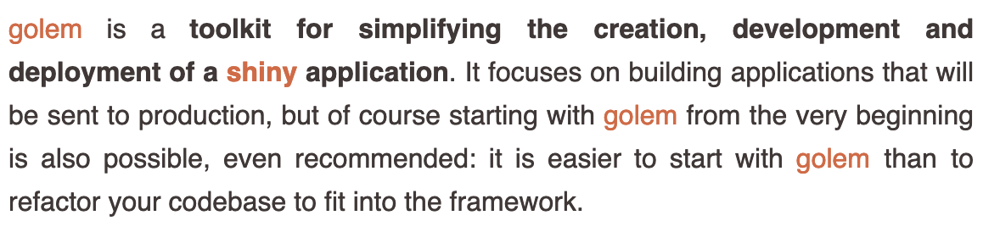 golem is a toolkit for simplifying the creation, development and
deployment of a shiny application. It focuses on building applications that will
be sent to production, but of course starting with golem from the very beginning
is also possible, even recommended: it is easier to start with golem than to
refactor your codebase to fit into the framework.